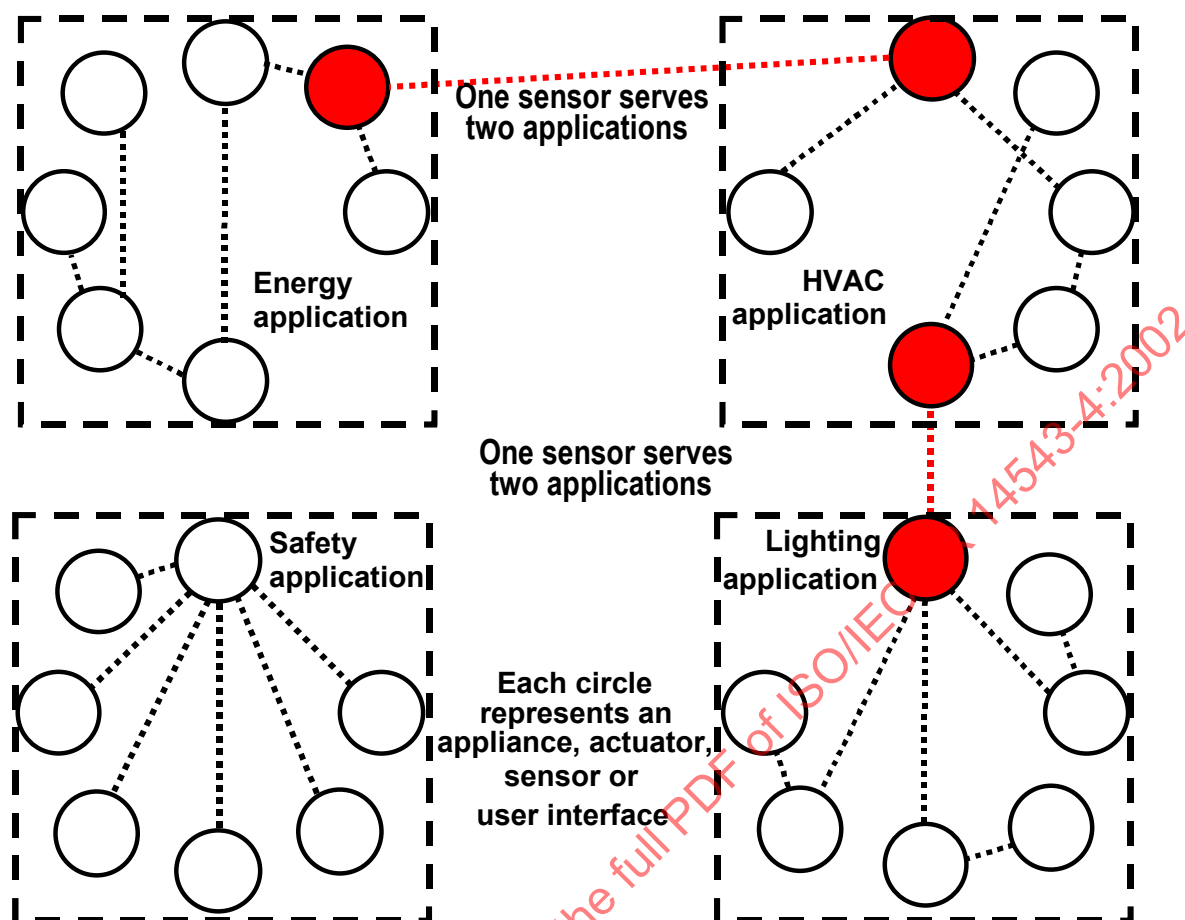 One sensor serves
two applications
Energy
application
HVAC
application
One sensor serves
two applications
Safety
application
Lighting
application
Each circle
represents an
appliance, actuator,
sensor or
user interface
the full PDF of ISO/IEC 14543-4:2002